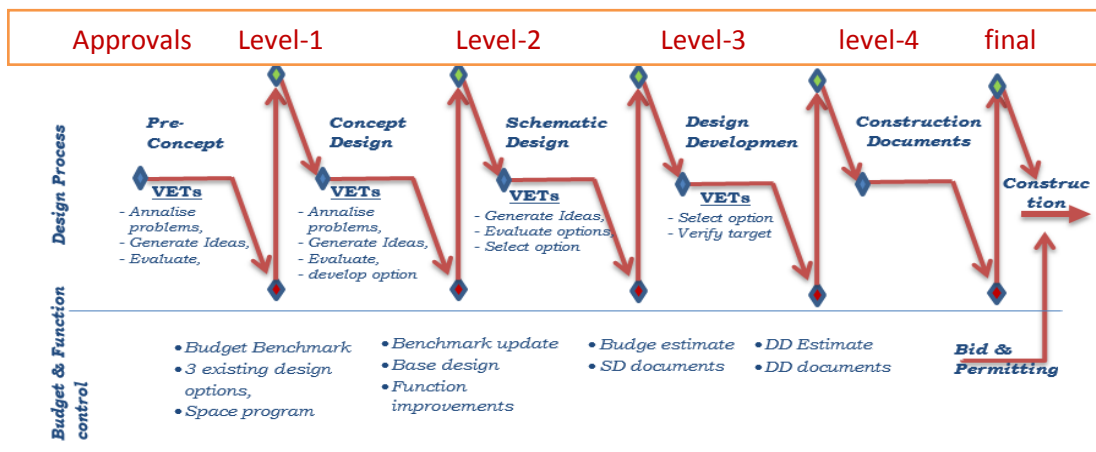 Approvals Level-1 Level-2 Level-3 level-4 final
Design Process
Pre-
Concept
VETs
- Annalise
problems,
- Generate Ideas,
- Evaluate,
Concept
Design
VETs
- Annalise
problems,
- Generate Ideas,
- Evaluate,
- develop option
Schematic
Design
VETs
- Generate Ideas,
- Evaluate options,
- Select option
Design
Developmen
VETs
- Select option
- Verify target
Construction
Documents
Construc
tion
Budget & Function
control
• Budget Benchmark
• 3 existing design
options,
• Space program
• Benchmark update
• Base design
• Function
improvements
• Budge estimate
• SD documents
• DD Estimate
• DD documents
Bid &
Permitting